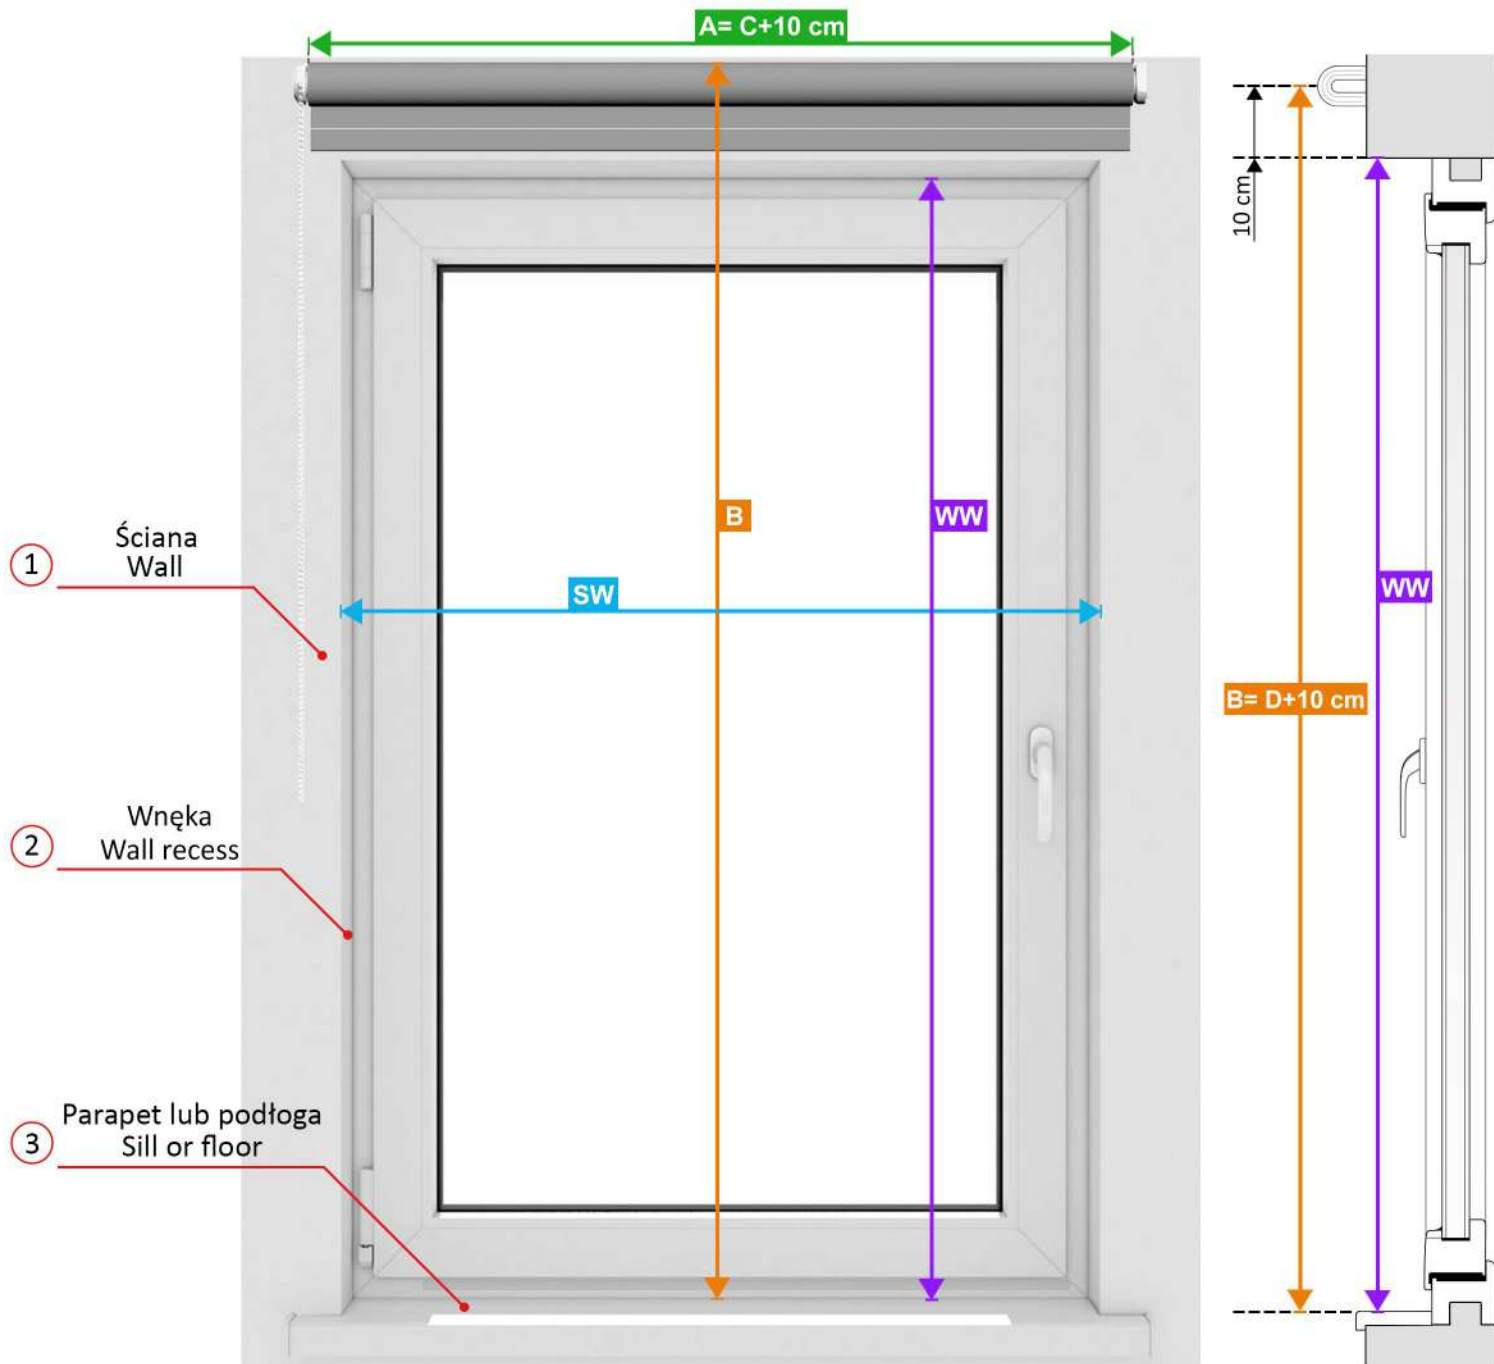 A= C+10 cm
10 cm
B
WW
Ściana
Wall
1
SW
WW
B= D+10 cm
Wnęka
Wall recess
2
Parapet lub podłoga
Sill or floor
3